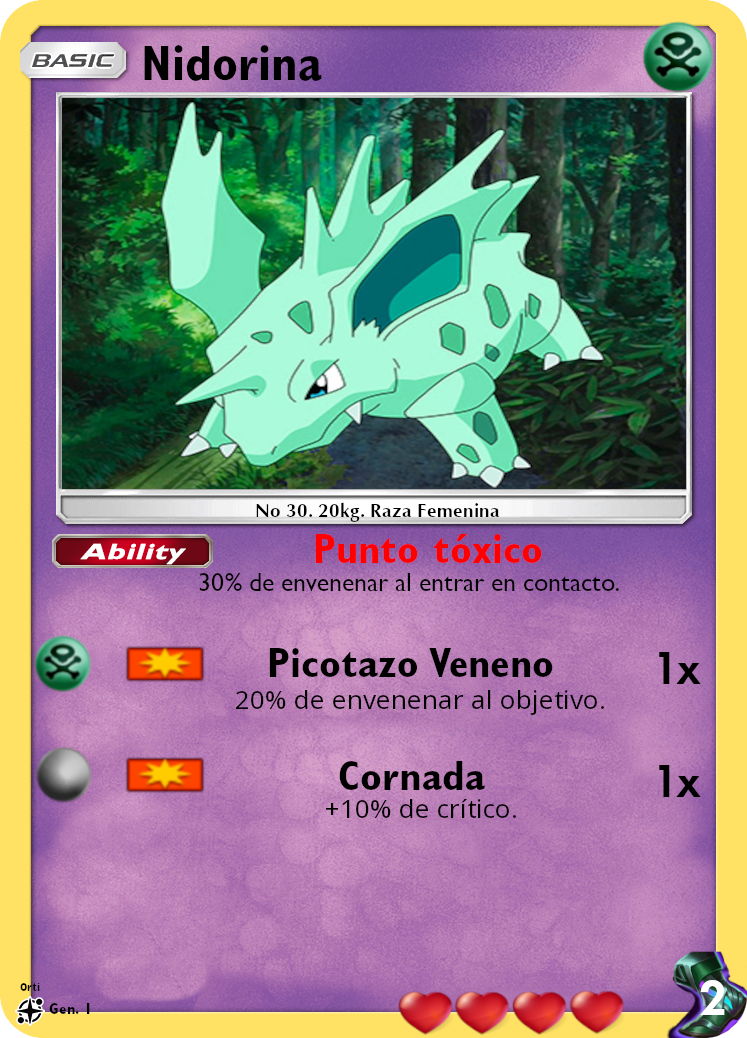 BASIC Nidorina
No 30. 20kg. Raza Femenina
Ability Punto tóxico
30% de envenenar al entrar en contacto.
Picotazo Veneno 1x
20% de envenenar al objetivo.
Cornada 1x
+10% de crítico.
Orti
Gen. 1
2